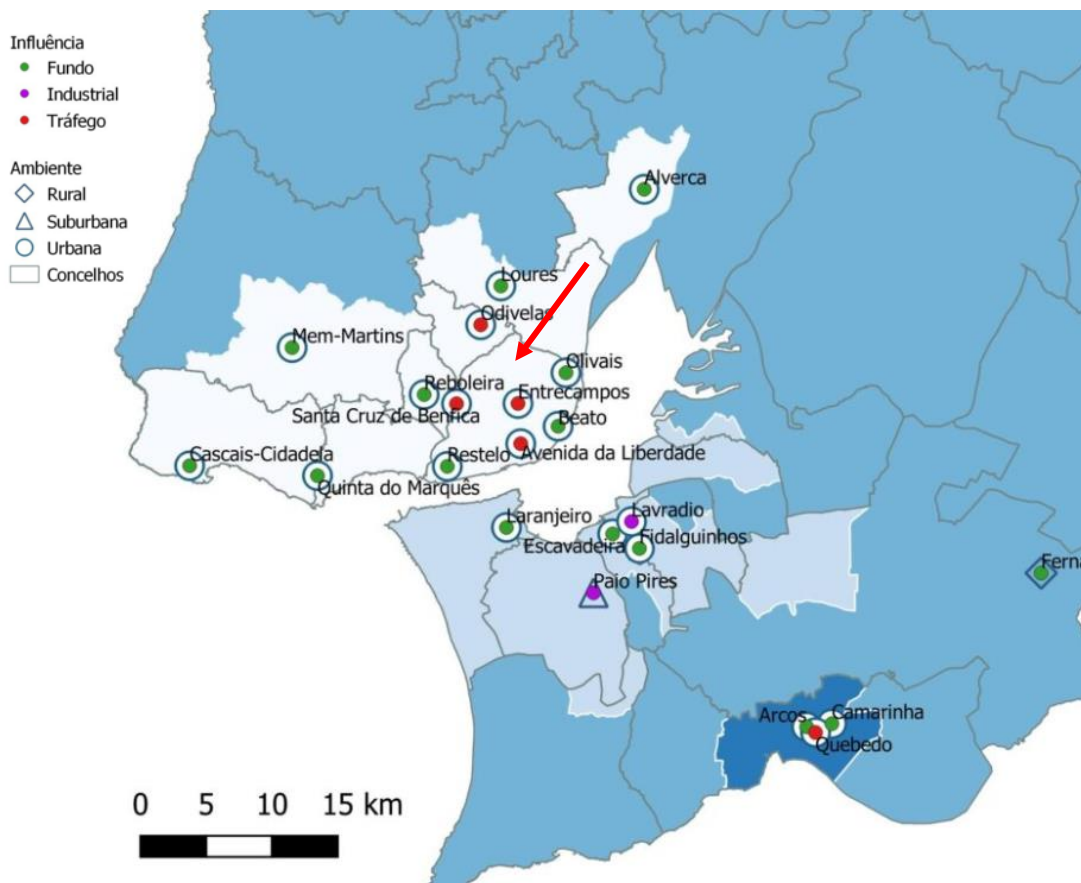 Influência
Fundo
Industrial
Tráfego
Ambiente
Rural
Suburbana
Urbana
Concelhos
Alverca
Loures
Odivelas
Mem-Martins
Olivais
Reboleira
Entrecampos
Santa Cruz de Benfica
Beato
Cascais-Cidadela
Restelo
Avenida da Liberdade
Quinta do Marquês
Laranjeiro
Lavradio
Escavadeira
Fidalguinhos
Paio Pires
Ferna
Arcos
Camarinha
Quebedo
0 5 10 15 km